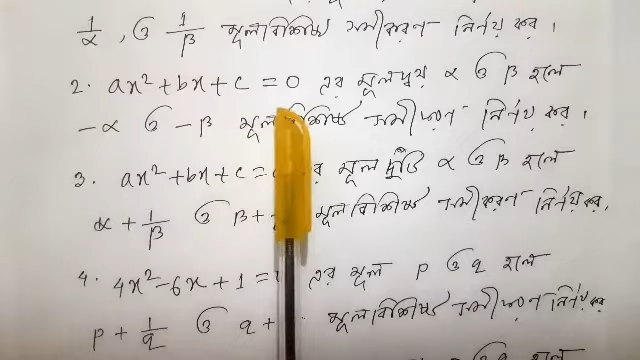 1/α , ও 1/β মূলবিশিষ্ট সমীকরণ নির্ণয় কর ।
2. ax²+bx+c = 0 এর মূলদ্বয় α ও β হলে
-α ও -β মূলবিশিষ্ট সমীকরণ নির্ণয় কর ।
3. ax²+bx+c = র মূল দুটি α ও β হলে
α + 1/β ও β + মূলবিশিষ্ট সমীকরণ নির্ণয় কর ,
4. 4x²-6x+1 = এর মূল p ও q হলে
p + 1/q ও q + মূলবিশিষ্ট সমীকরণ নির্ণয় কর